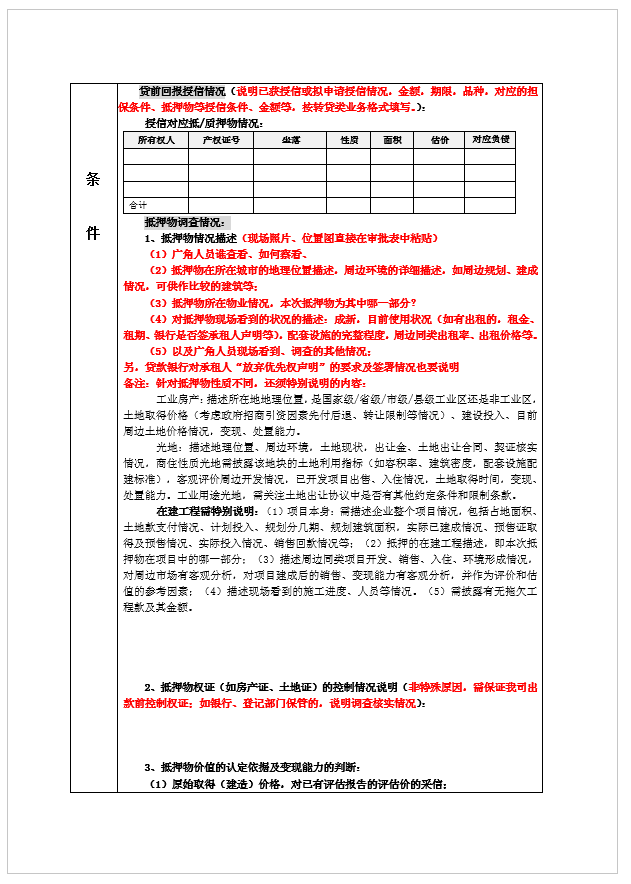 贷前回报授信情况（说明已获授信或拟申请授信情况，金额，期限，品种，对应的担
保条件、抵押物等授信条件、金额等，按转贷类业务格式填写。）：
授信对应抵/质押物情况：
所有权人 产权证号 坐落 性质 面积 估价 对应负债
合计
条
件
抵押物调查情况：
1、抵押物情况描述（现场照片、位置图直接在审批表中粘贴）
（1）广角人员谁查看、如何察看、
（2）抵押物在所在城市的地理位置描述，周边环境的详细描述，如周边规划、建成
情况，可供作比较的建筑等；
（3）抵押物所在物业情况，本次抵押物为其中哪一部分？
（4）对抵押物现场看到的状况的描述：成新，目前使用状况（如有出租的，租金、
租期、银行是否签承租人声明等），配套设施的完整程度，周边同类出租率、出租价格等。
（5）以及广角人员现场看到、调查的其他情况；
另，贷款银行对承租人“放弃优先权声明”的要求及签署情况也要说明
备注：针对抵押物性质不同，还须特别说明的内容：
工业房产：描述所在地地理位置，是国家级/省级/市级/县级工业区还是非工业区，
土地取得价格（考虑政府招商引资因素先付后退、转让限制等情况）、建设投入、目前
周边土地价格情况，变现、处置能力。
光地：描述地理位置、周边环境，土地现状，出让金、土地出让合同、契证核实
情况，商住性质光地需披露该地块的土地利用指标（如容积率、建筑密度，配套设施配
建标准），客观评价周边开发情况，已开发项目出售、入住情况，土地取得时间，变现、
处置能力。工业用途光地，需关注土地出让协议中是否有其他约定条件和限制条款。
在建工程需特别说明：（1）项目本身：需描述企业整个项目情况，包括占地面积、
土地款支付情况、计划投入、规划分几期、规划建筑面积，实际已建成情况、预售证取
得及预售情况、实际投入情况、销售回款情况等；（2）抵押的在建工程描述，即本次抵
押物在项目中的哪一部分；（3）描述周边同类项目开发、销售、入住、环境形成情况，
对周边市场有客观分析，对项目建成后的销售、变现能力有客观分析，并作为评价和估
值的参考因素；（4）描述现场看到的施工进度、人员等情况。（5）需披露有无拖欠工
程款及其金额。
2、抵押物权证（如房产证、土地证）的控制情况说明（非特殊原因，需保证我司出
款前控制权证；如银行、登记部门保管的，说明调查核实情况）：
3、抵押物价值的认定依据及变现能力的判断：
（1）原始取得（建造）价格，对已有评估报告的评估价的采信；